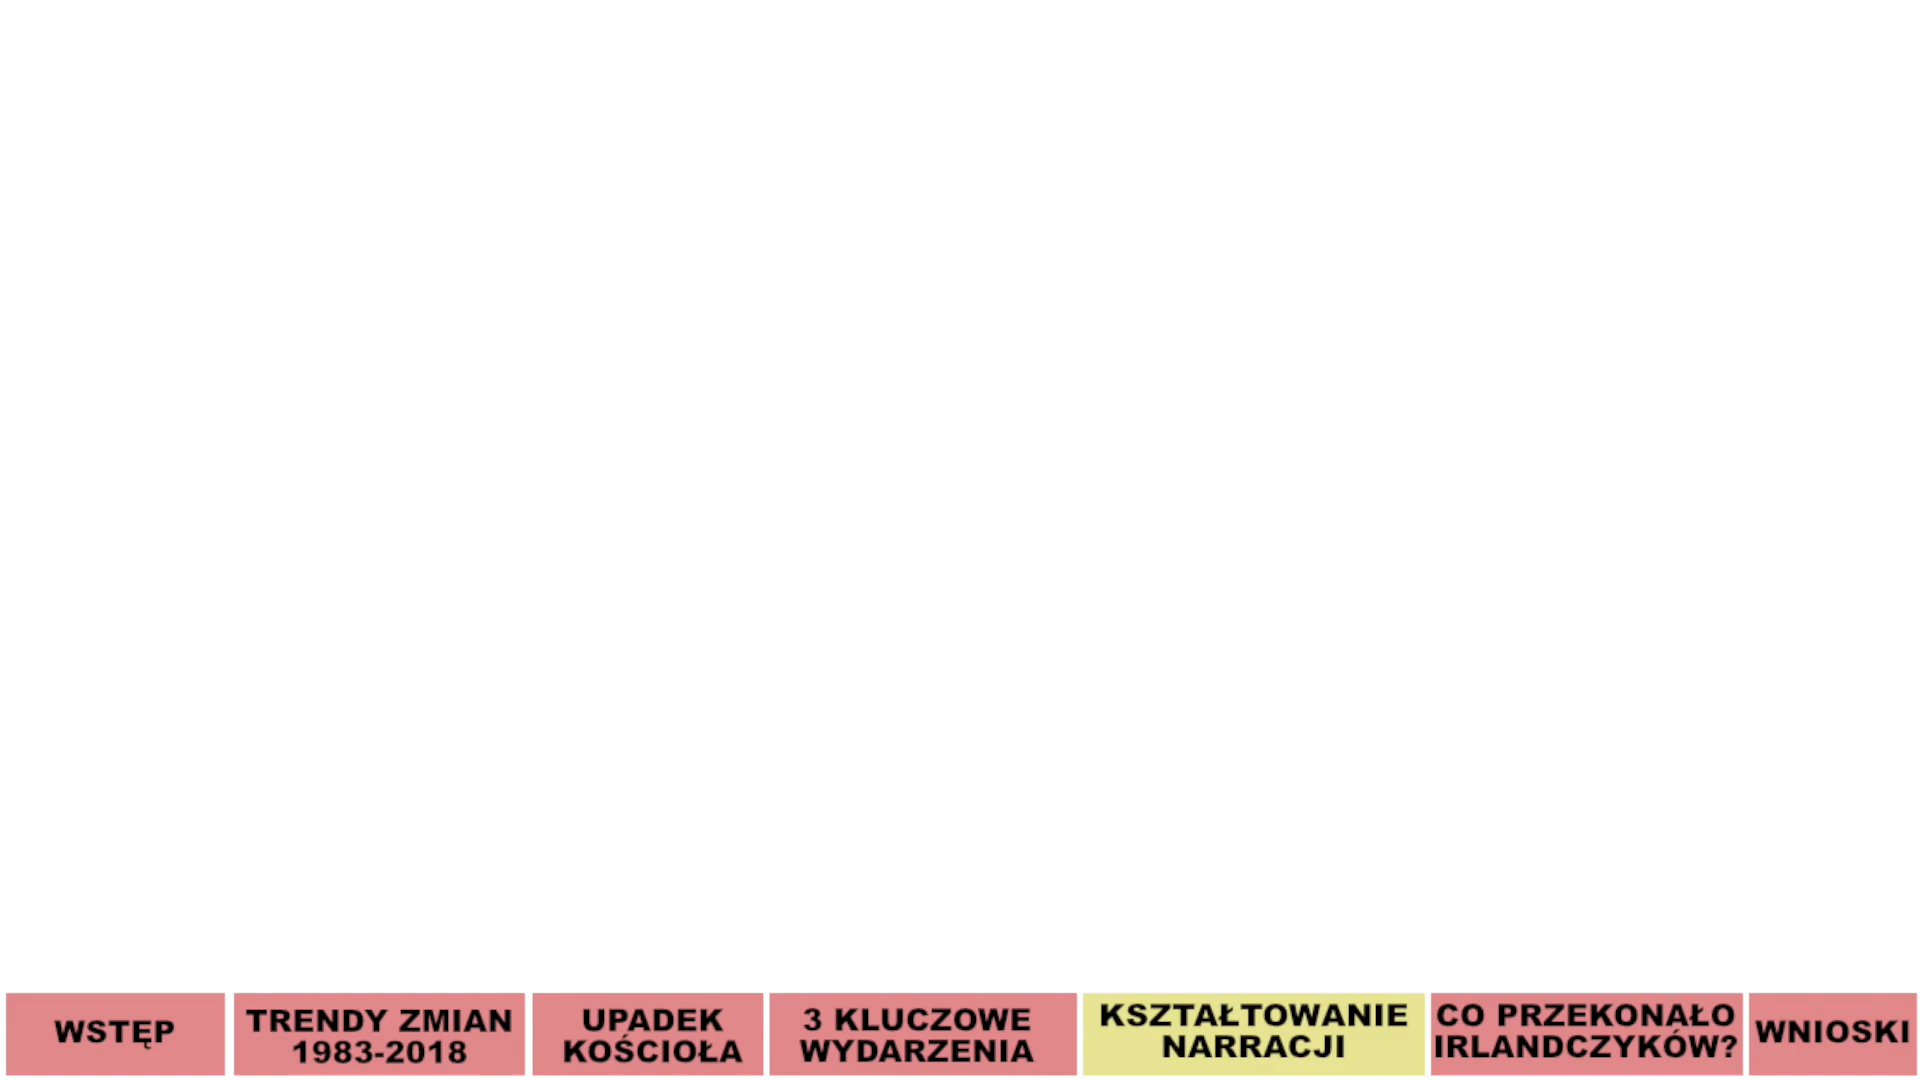 WSTĘP
TRENDY ZMIAN
1983-2018
UPADEK
KOŚCIOŁA
3 KLUCZOWE
WYDARZENIA
KSZTAŁTOWANIE
NARRACJI
CO PRZEKONAŁO
IRLANDCZYKÓW?
WNIOSKI